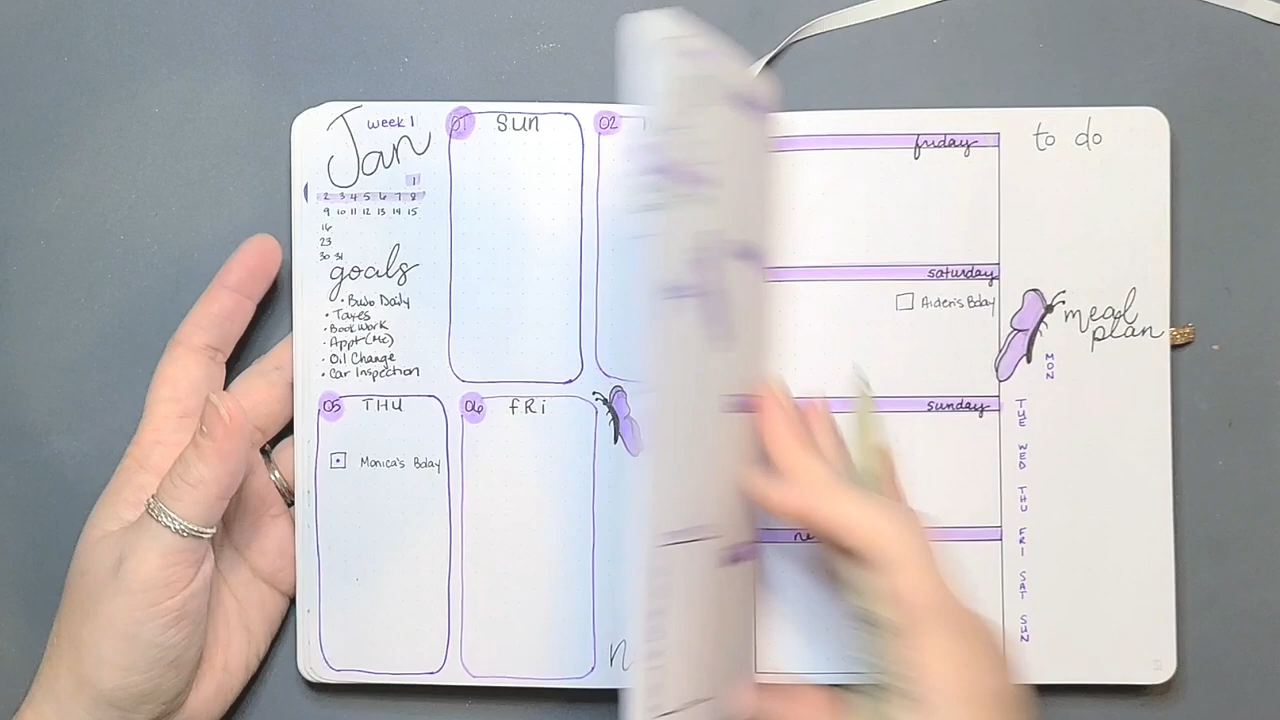 Jan
week 1
1
2 3 4 5 6 7 8
9 10 11 12 13 14 15
16
23
30 31
goals
• BuJo Daily
• Taxes
• Book Work
• Appt (Mc)
• Oil Change
• Car Inspection
01 Sun
02
05 THU
Monica's Bday
06 FRi
friday
saturday
Aiden's Bday
sunday
to do
meal
plan
MON
TUE
WED
THU
FRI
SAT
SUN